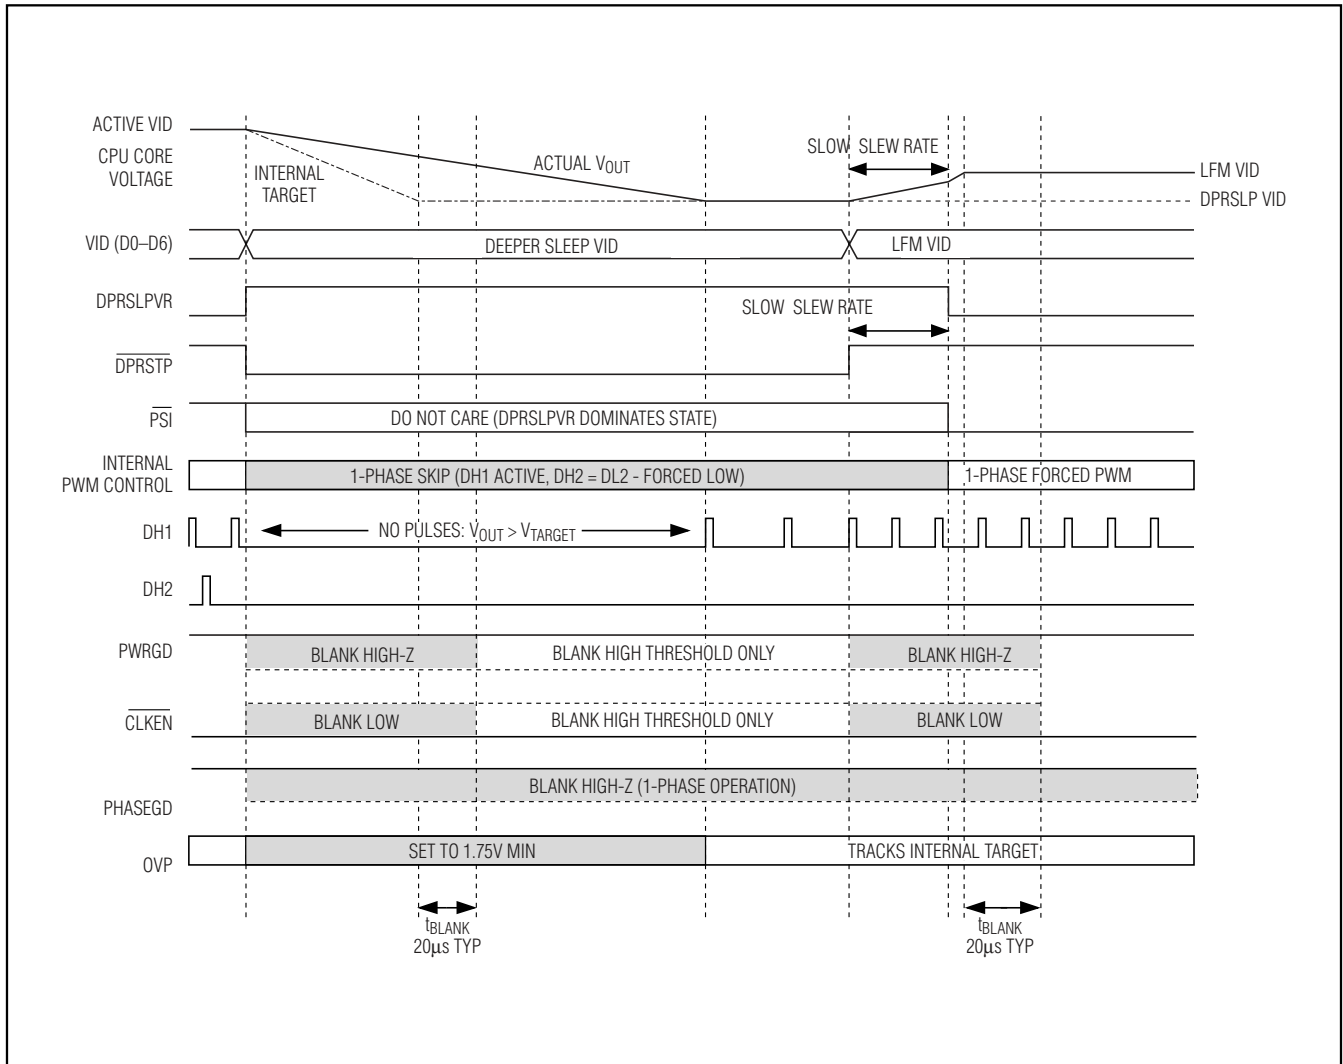 ACTIVE VID
CPU CORE
VOLTAGE
INTERNAL
TARGET
ACTUAL VOUT
SLOW SLEW RATE
LFM VID
DPRSLP VID
VID (D0–D6)
DEEPER SLEEP VID
LFM VID
DPRSLPVR
SLOW SLEW RATE
DPRSTP
PSI
DO NOT CARE (DPRSLPVR DOMINATES STATE)
INTERNAL
PWM CONTROL
1-PHASE SKIP (DH1 ACTIVE, DH2 = DL2 - FORCED LOW)
1-PHASE FORCED PWM
DH1
NO PULSES: VOUT > VTARGET
DH2
PWRGD
BLANK HIGH-Z
BLANK HIGH THRESHOLD ONLY
BLANK HIGH-Z
CLKEN
BLANK LOW
BLANK HIGH THRESHOLD ONLY
BLANK LOW
PHASEGD
BLANK HIGH-Z (1-PHASE OPERATION)
OVP
SET TO 1.75V MIN
TRACKS INTERNAL TARGET
tBLANK
20μs TYP
tBLANK
20μs TYP